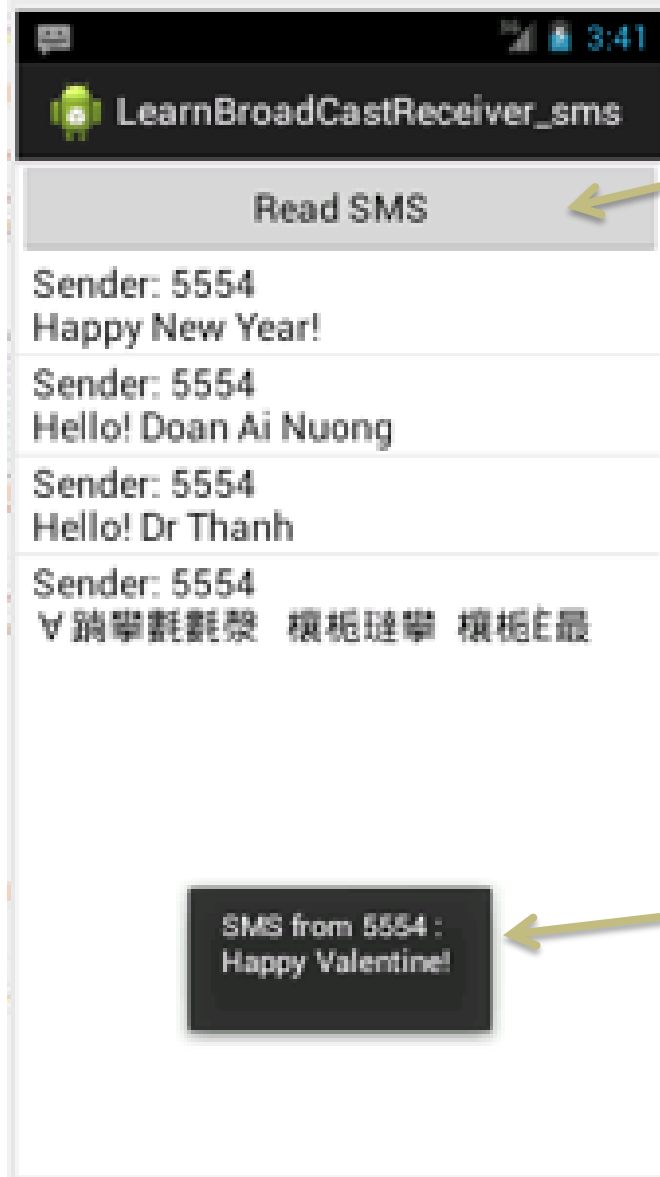 3G 3:41
LearnBroadCastReceiver_sms
Read SMS
Sender: 5554
Happy New Year!
Sender: 5554
Hello! Doan Ai Nuong
Sender: 5554
Hello! Dr Thanh
Sender: 5554
SMS from 5554 :
Happy Valentine!